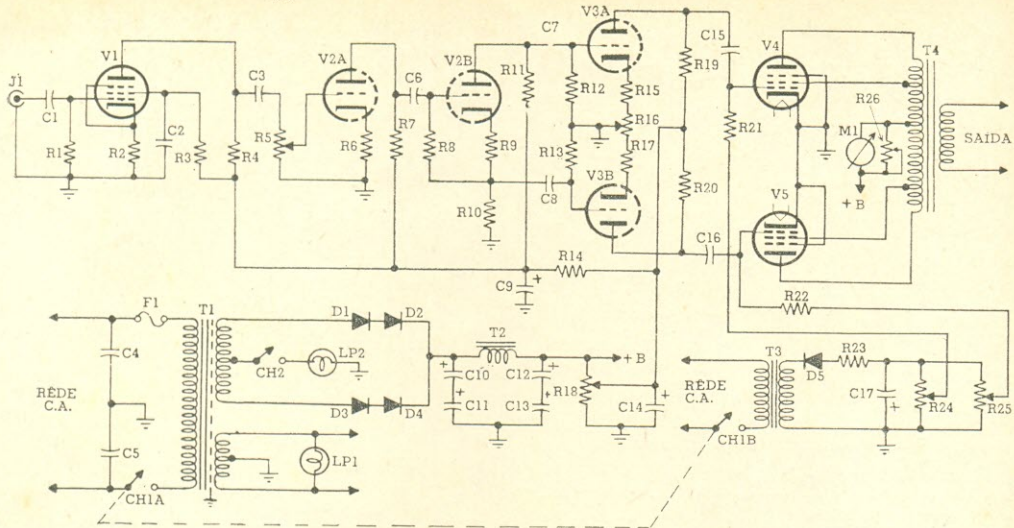 J1
C1
R1
V1
R2
C2
R3
R4
C3
R5
V2A
R6
R7
C6
R8
V2B
R9
R10
R11
C7
C8
R12
R13
V3A
R15
R16
R17
V3B
C9
R14
R19
R20
C15
C16
R21
V4
V5
M1
R26
+ B
T4
SAIDA
R22
F1
C4
RÊDE
C.A.
C5
CH1A
T1
D1
D2
CH2
LP2
D3
D4
LP1
T2
C10
C11
C12
C13
+ B
R18
C14
RÊDE
C.A.
CH1B
T3
D5
R23
C17
R24
R25